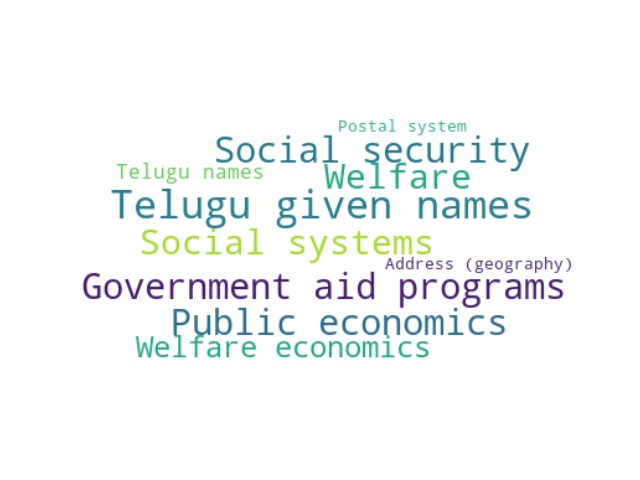 Postal system
Social security
Telugu names
Welfare
Telugu given names
Social systems
Address (geography)
Government aid programs
Public economics
Welfare economics